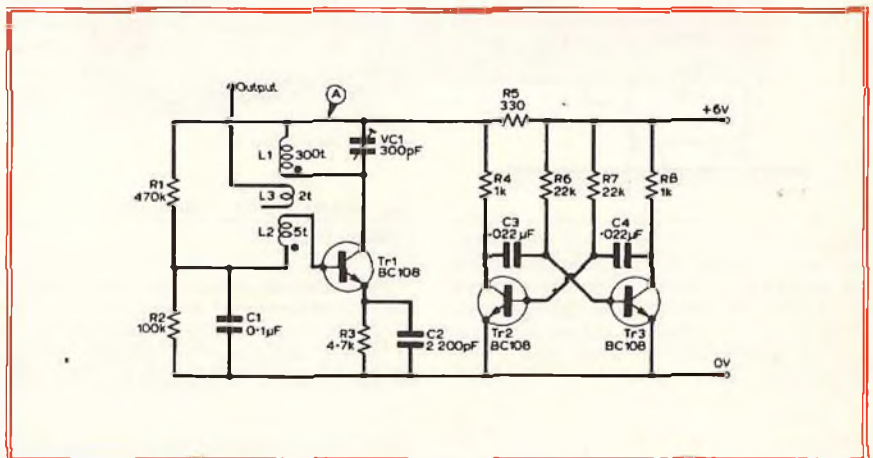 Output
A
R5
330
+6V
L1
300t
VC1
300pF
R1
470k
L3
2t
L2
5t
R4
1k
R6
22k
R7
22k
R8
1k
C3
·022µF
C4
·022µF
Tr1
BC108
R2
100k
C1
0·1µF
R3
4·7k
C2
2 200pF
Tr2
BC108
Tr3
BC108
0V